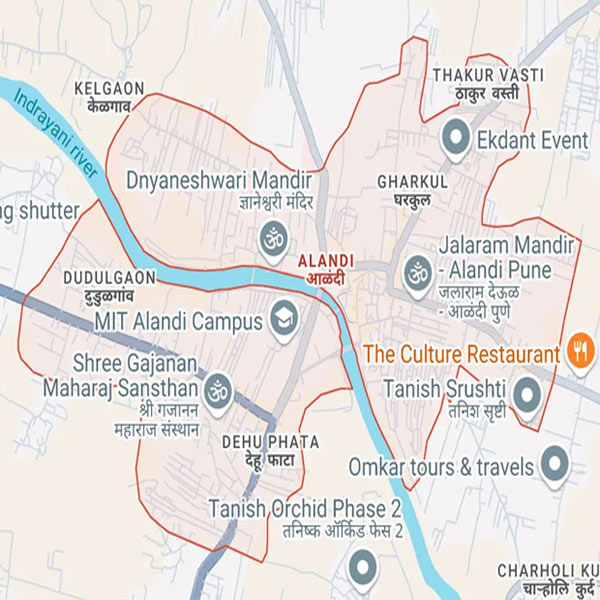 THAKUR VASTI
ठाकुर वस्ती
KELGAON
केळगाव
Indrayani river
Ekdant Event
Dnyaneshwari Mandir
ज्ञानेश्वरी मंदिर
GHARKUL
घरकुल
ng shutter
ALANDI
आळंदी
Jalaram Mandir
- Alandi Pune
जलाराम देऊळ
- आळंदी पुणे
DUDULGAON
दुडुळगांव
MIT Alandi Campus
The Culture Restaurant
Shree Gajanan
Maharaj Sansthan
श्री गजानन
महाराज संस्थान
Tanish Srushti
तनिश सृष्टी
DEHU PHATA
देहू फाटा
Omkar tours & travels
Tanish Orchid Phase 2
तनिष्क ऑर्किड फेस 2
CHARHOLI KU
चाऱ्होलि कुर्द